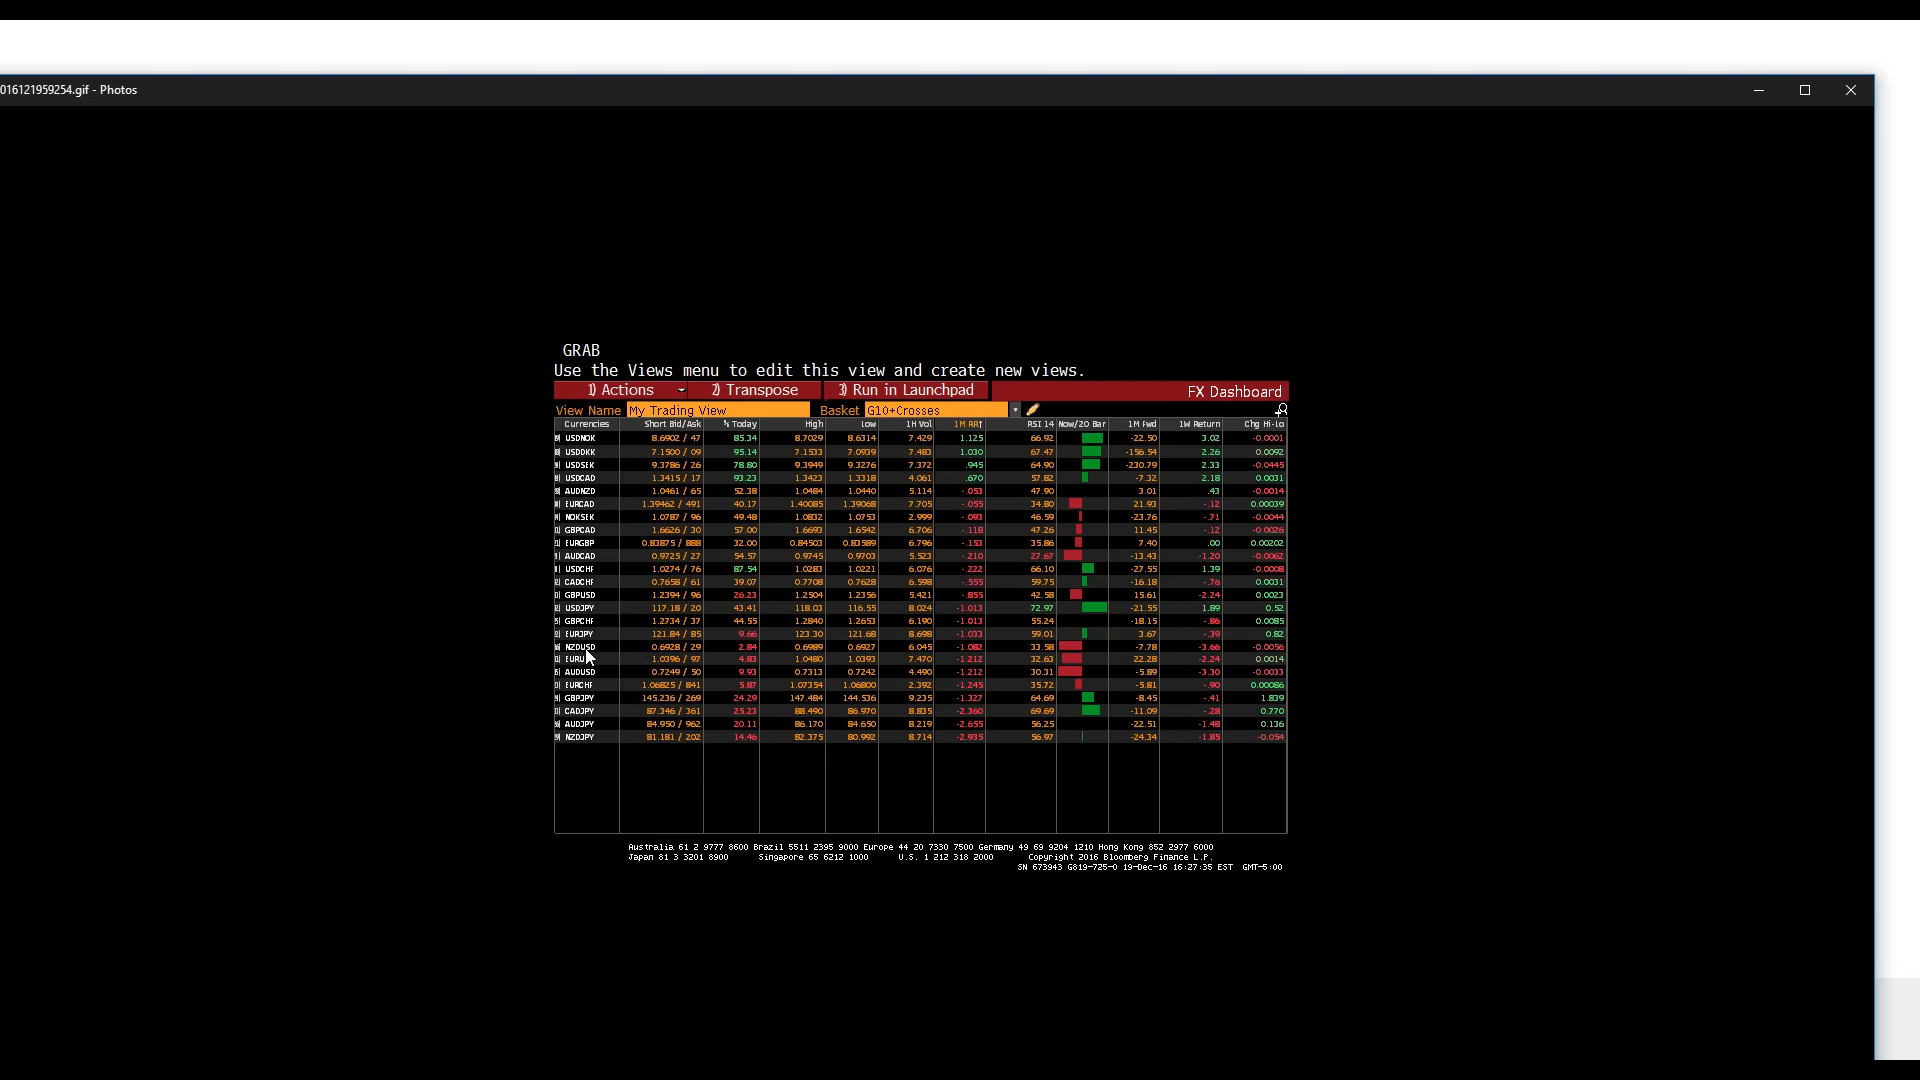 016121959254.gif - Photos
GRAB
Use the Views menu to edit this view and create new views.
1) Actions 2) Transpose 3) Run in Launchpad FX Dashboard
View Name My Trading View Basket G10+Crosses
Currencies Short Bid/Ask % Today High Low 1H Vol 1M RR↑ RSI 14 Now/20 Bar 1M Fwd 1W Return Chg Hi-Lo
USDNOK 8.6902 / 47 85.34 8.7029 8.6314 7.429 1.125 66.92 -22.50 3.02 -0.0001
USDDKK 7.1500 / 09 95.14 7.1533 7.0939 7.483 1.030 67.47 -156.54 2.26 0.0092
USDSEK 9.3786 / 26 78.80 9.3949 9.3276 7.372 .945 64.90 -230.79 2.33 -0.0445
USDCAD 1.3415 / 17 93.23 1.3423 1.3318 4.061 .670 57.82 -7.32 2.18 0.0031
AUDNZD 1.0461 / 65 52.38 1.0484 1.0440 5.114 -.053 47.90 3.01 .43 -0.0014
EURCAD 1.39462 / 491 40.17 1.40085 1.39068 7.705 -.055 34.80 21.93 -.12 0.00039
NOKSEK 1.0787 / 96 49.48 1.0832 1.0753 2.999 -.093 46.59 -23.76 -.71 -0.0044
GBPCAD 1.6626 / 30 57.00 1.6693 1.6542 6.706 -.118 47.26 11.45 -.12 -0.0026
EURGBP 0.83875 / 888 32.00 0.84503 0.83589 6.796 -.153 35.86 7.40 .00 0.00202
AUDCAD 0.9725 / 27 54.57 0.9745 0.9703 5.523 -.210 27.67 -13.43 -1.20 -0.0062
USDCHF 1.0274 / 76 87.54 1.0283 1.0221 6.076 -.222 66.10 -27.55 1.39 -0.0008
CADCHF 0.7658 / 61 39.07 0.7708 0.7628 6.598 -.555 59.75 -16.18 -.76 0.0031
GBPUSD 1.2394 / 96 26.23 1.2504 1.2356 5.421 -.855 42.58 15.61 -2.24 0.0023
USDJPY 117.18 / 20 43.41 118.03 116.55 8.024 -1.013 72.97 -21.55 1.89 0.52
GBPCHF 1.2734 / 37 44.55 1.2840 1.2653 6.190 -1.013 55.24 -18.15 -.86 0.0085
EURJPY 121.84 / 85 9.66 123.30 121.68 8.698 -1.033 59.01 3.67 -.39 0.82
NZDUSD 0.6928 / 29 2.84 0.6989 0.6927 6.045 -1.082 33.58 -7.78 -3.66 -0.0056
EURU 1.0396 / 97 4.83 1.0480 1.0393 7.470 -1.212 32.63 22.28 -2.24 0.0014
AUDUSD 0.7249 / 50 9.93 0.7313 0.7242 4.490 -1.212 30.31 -5.89 -3.30 -0.0033
EURCHF 1.06825 / 841 5.87 1.07354 1.06800 2.392 -1.245 35.72 -5.81 -.90 0.00086
GBPJPY 145.236 / 269 24.29 147.484 144.536 9.235 -1.327 64.69 -8.45 -.41 1.839
CADJPY 87.346 / 361 25.23 88.490 86.970 8.835 -2.360 69.69 -11.09 -.28 0.770
AUDJPY 84.950 / 962 20.11 86.170 84.650 8.219 -2.655 56.25 -22.51 -1.48 0.136
NZDJPY 81.181 / 202 14.46 82.375 80.992 8.714 -2.935 56.97 -24.34 -1.85 -0.054
Australia 61 2 9777 8600 Brazil 5511 2395 9000 Europe 44 20 7330 7500 Germany 49 69 9204 1210 Hong Kong 852 2977 6000
Japan 81 3 3201 8900 Singapore 65 6212 1000 U.S. 1 212 318 2000 Copyright 2016 Bloomberg Finance L.P.
SN 673943 G819-725-0 19-Dec-16 16:27:35 EST GMT-5:00